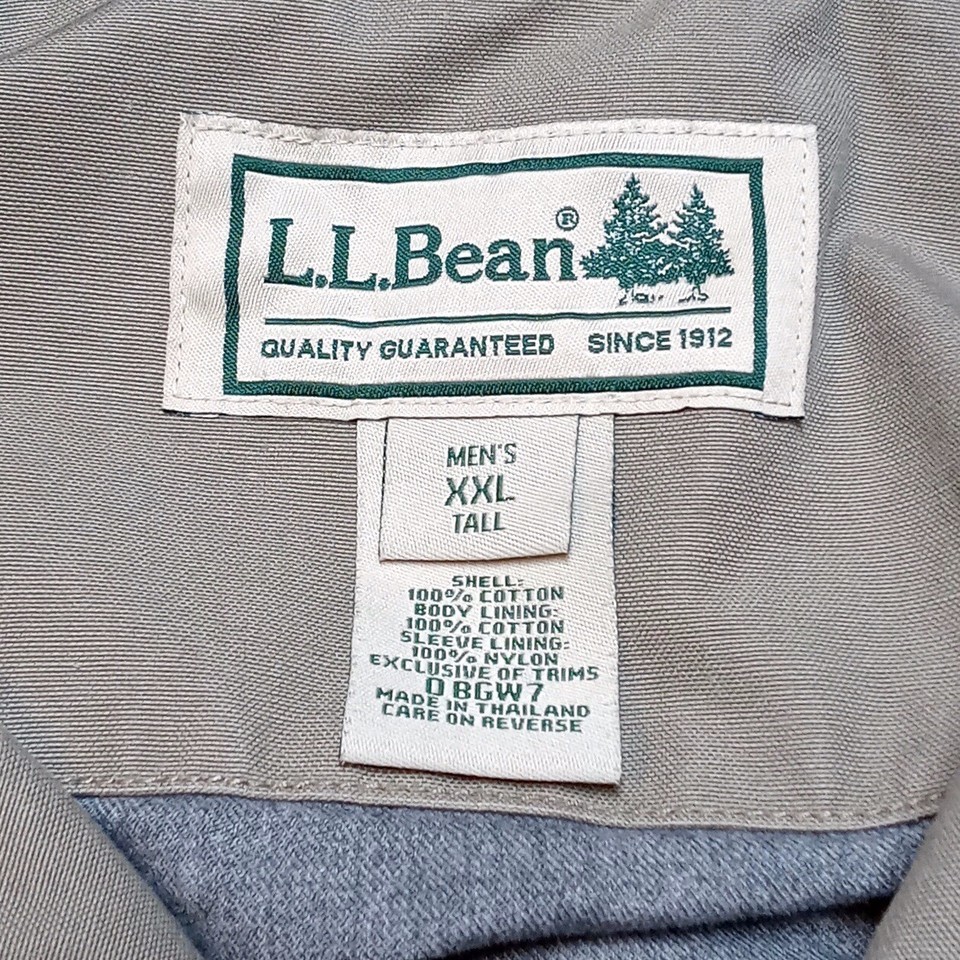 L.L.Bean®
QUALITY GUARANTEED SINCE 1912
MEN'S
XXL
TALL
SHELL:
100% COTTON
BODY LINING:
100% COTTON
SLEEVE LINING:
100% NYLON
EXCLUSIVE OF TRIMS
0 BGW7
MADE IN THAILAND
CARE ON REVERSE